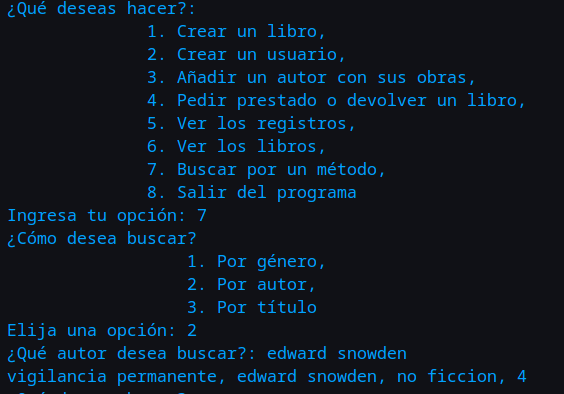 ¿Qué deseas hacer?:
1. Crear un libro,
2. Crear un usuario,
3. Añadir un autor con sus obras,
4. Pedir prestado o devolver un libro,
5. Ver los registros,
6. Ver los libros,
7. Buscar por un método,
8. Salir del programa
Ingresa tu opción: 7
¿Cómo desea buscar?
1. Por género,
2. Por autor,
3. Por título
Elija una opción: 2
¿Qué autor desea buscar?: edward snowden
vigilancia permanente, edward snowden, no ficcion, 4